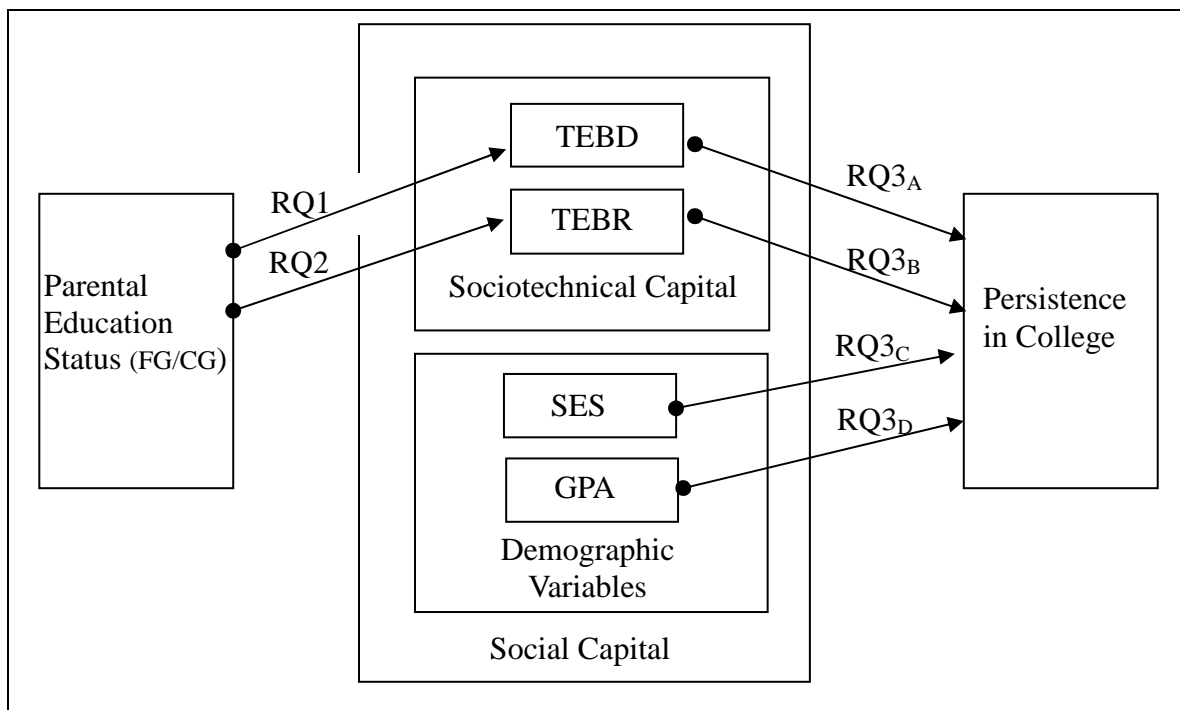 TEBD
RQ3A
RQ1
TEBR
RQ2
RQ3B
Sociotechnical Capital
Parental
Education
Status (FG/CG)
Persistence
in College
RQ3C
SES
RQ3D
GPA
Demographic
Variables
Social Capital